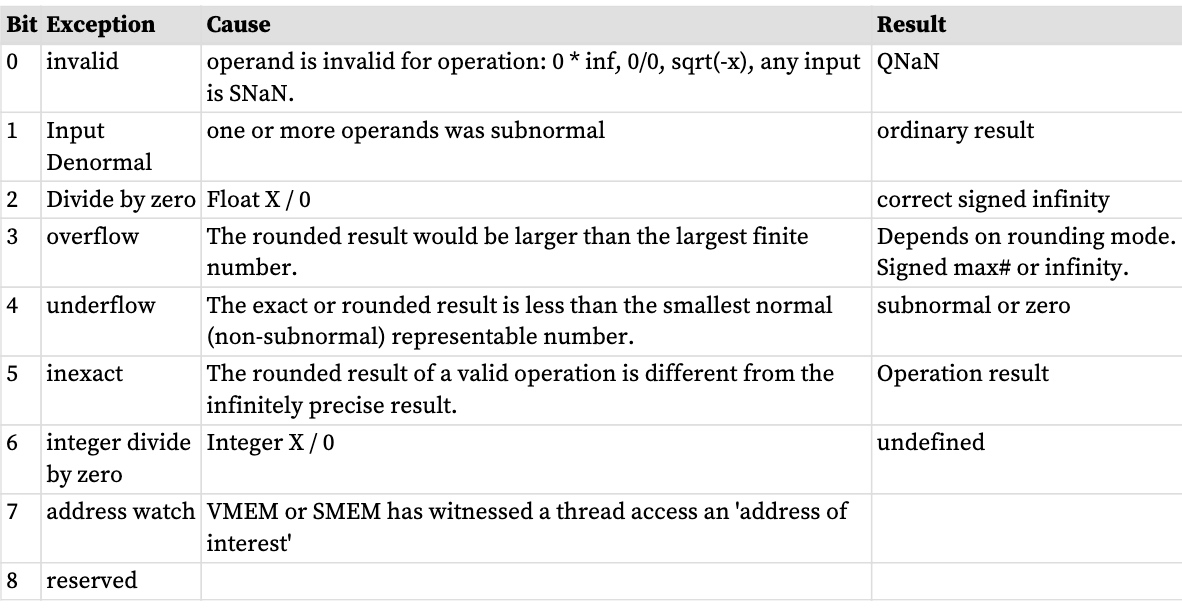 Bit Exception Cause Result
0 invalid operand is invalid for operation: 0 * inf, 0/0, sqrt(-x), any input QNaN
is SNaN.
1 Input one or more operands was subnormal ordinary result
Denormal
2 Divide by zero Float X / 0 correct signed infinity
3 overflow The rounded result would be larger than the largest finite Depends on rounding mode.
number. Signed max# or infinity.
4 underflow The exact or rounded result is less than the smallest normal subnormal or zero
(non-subnormal) representable number.
5 inexact The rounded result of a valid operation is different from the Operation result
infinitely precise result.
6 integer divide Integer X / 0 undefined
by zero
7 address watch VMEM or SMEM has witnessed a thread access an 'address of
interest'
8 reserved